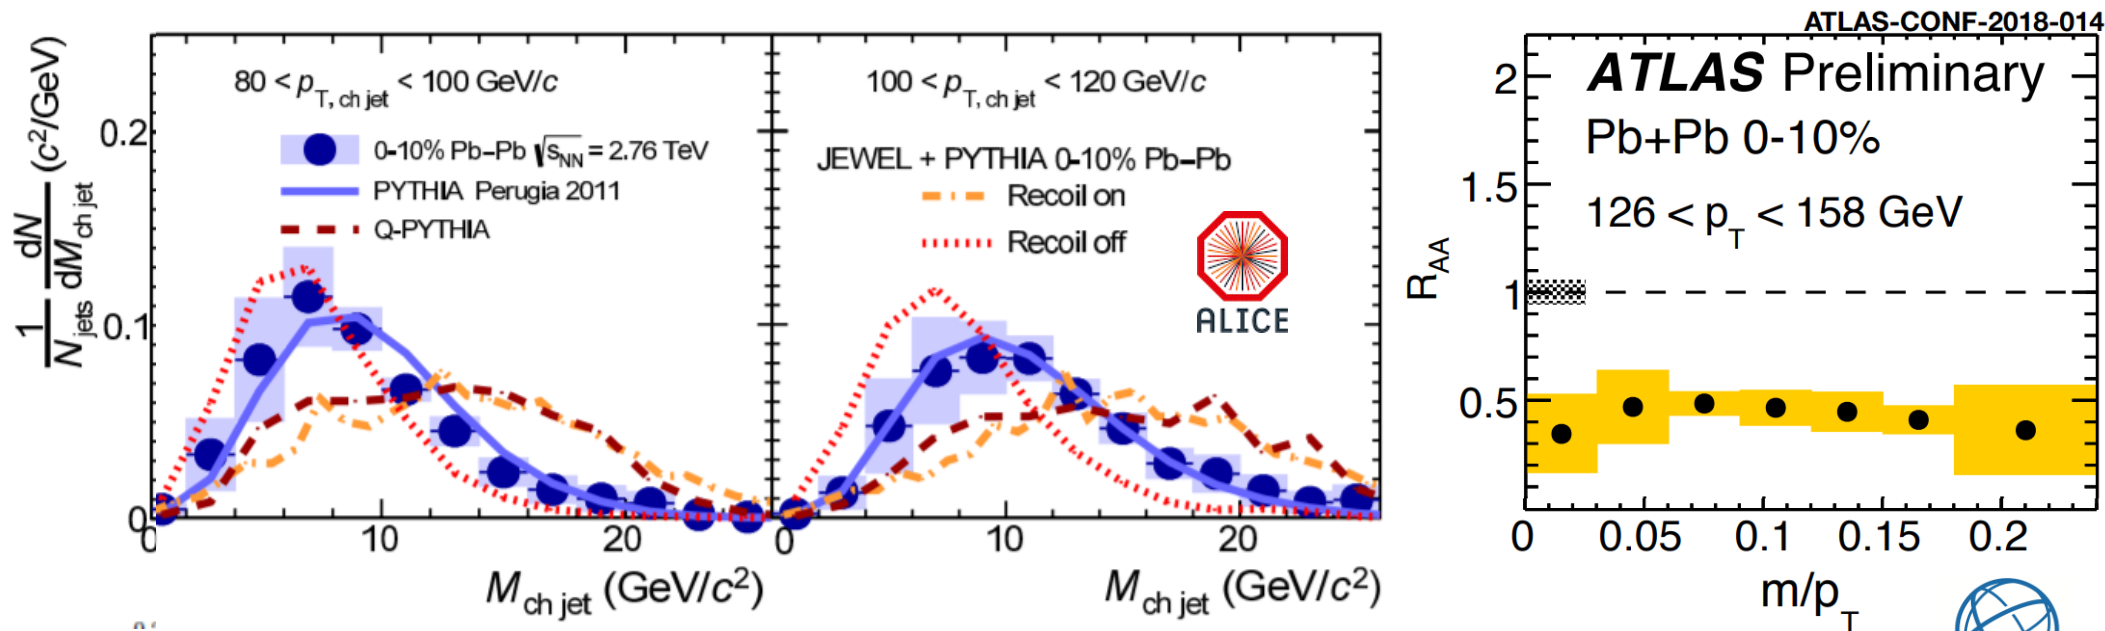 1/N_jets dN/dM_ch jet (c²/GeV)
0.2
0.1
0
80 < p_T, ch jet < 100 GeV/c
0-10% Pb–Pb √s_NN = 2.76 TeV
PYTHIA Perugia 2011
Q-PYTHIA
0 10 20
M_ch jet (GeV/c²)
100 < p_T, ch jet < 120 GeV/c
JEWEL + PYTHIA 0-10% Pb–Pb
Recoil on
Recoil off
ALICE
0 10 20
M_ch jet (GeV/c²)
ATLAS-CONF-2018-014
ATLAS Preliminary
Pb+Pb 0-10%
126 < p_T < 158 GeV
R_AA
2
1.5
1
0.5
0 0.05 0.1 0.15 0.2
m/p_T